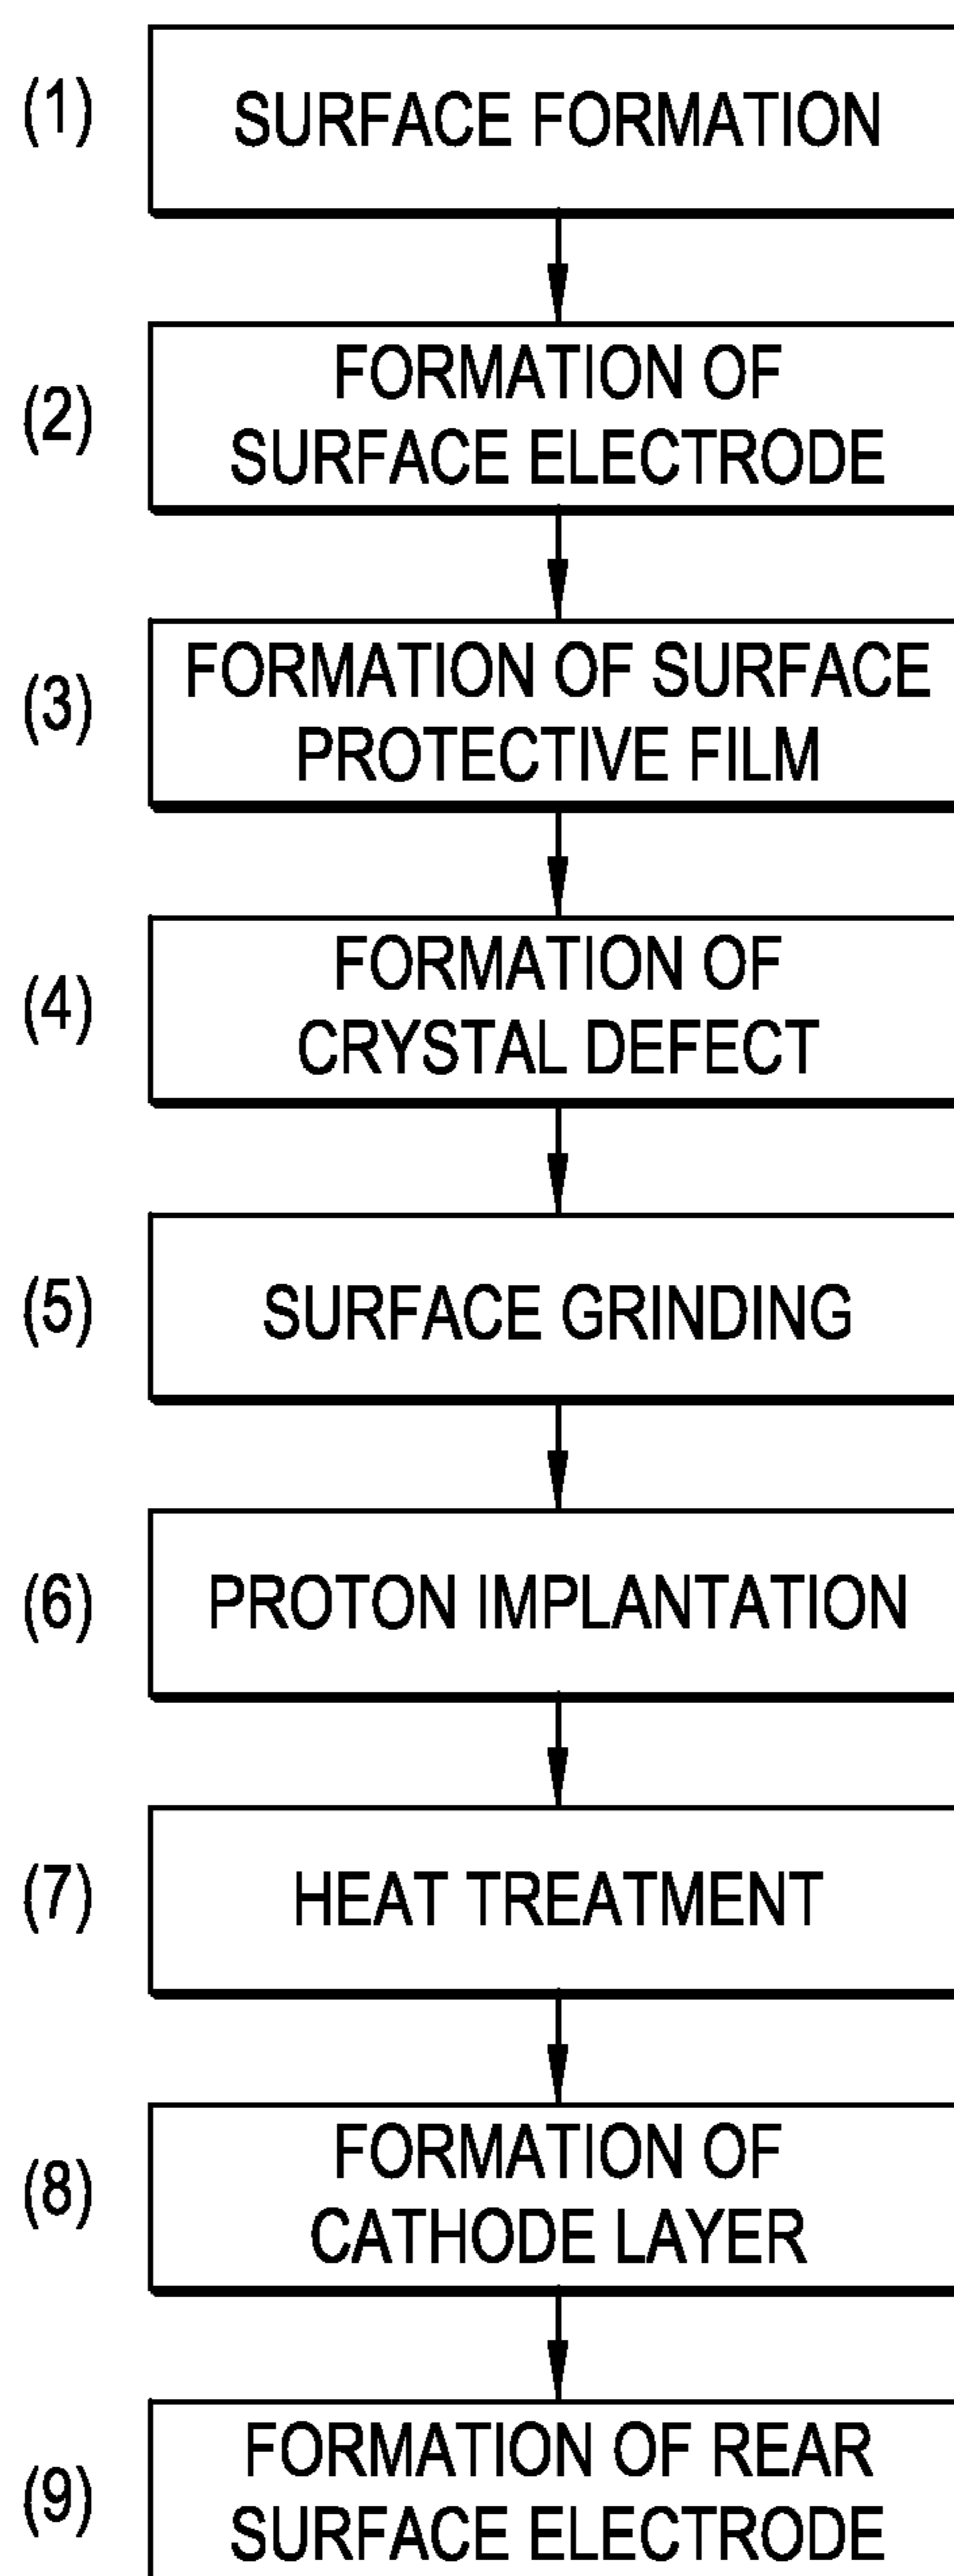 (1) SURFACE FORMATION
(2) FORMATION OF
SURFACE ELECTRODE
(3) FORMATION OF SURFACE
PROTECTIVE FILM
(4) FORMATION OF
CRYSTAL DEFECT
(5) SURFACE GRINDING
(6) PROTON IMPLANTATION
(7) HEAT TREATMENT
(8) FORMATION OF
CATHODE LAYER
(9) FORMATION OF REAR
SURFACE ELECTRODE